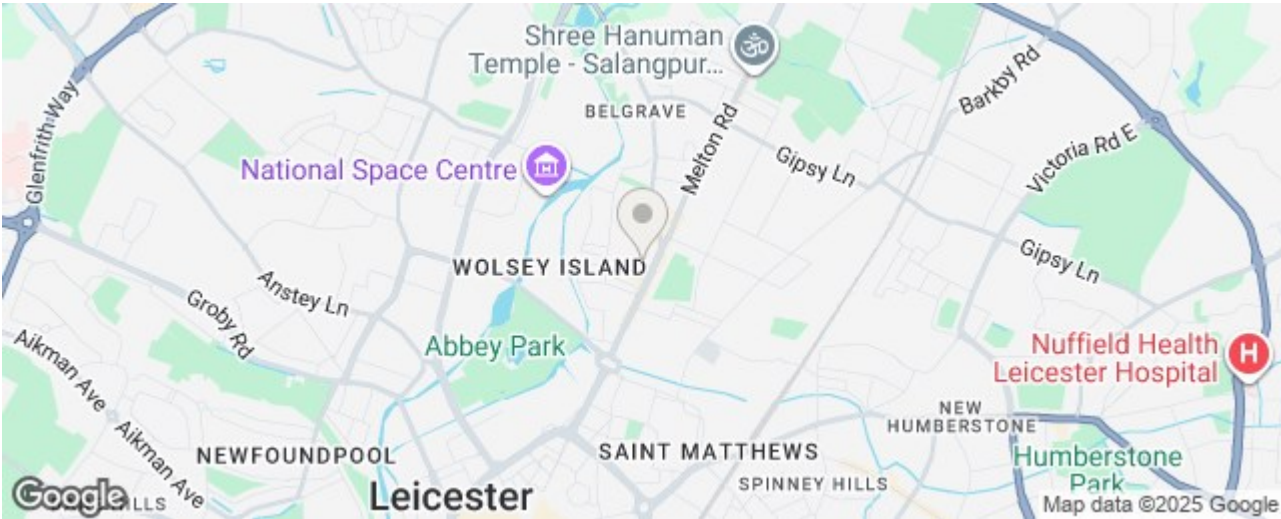 Shree Hanuman
Temple - Salangpur...
BELGRAVE
Barkby Rd
Glenfrith Way
Melton Rd
Victoria Rd E
National Space Centre
Gipsy Ln
WOLSEY ISLAND
Gipsy Ln
Anstey Ln
Groby Rd
Abbey Park
Aikman Ave
Nuffield Health
Leicester Hospital
H
Aikman Ave
NEW
HUMBERSTONE
NEWFOUNDPOOL
SAINT MATTHEWS
Humberstone
Park
SPINNEY HILLS
Google
HILLS
Leicester
Map data ©2025 Google